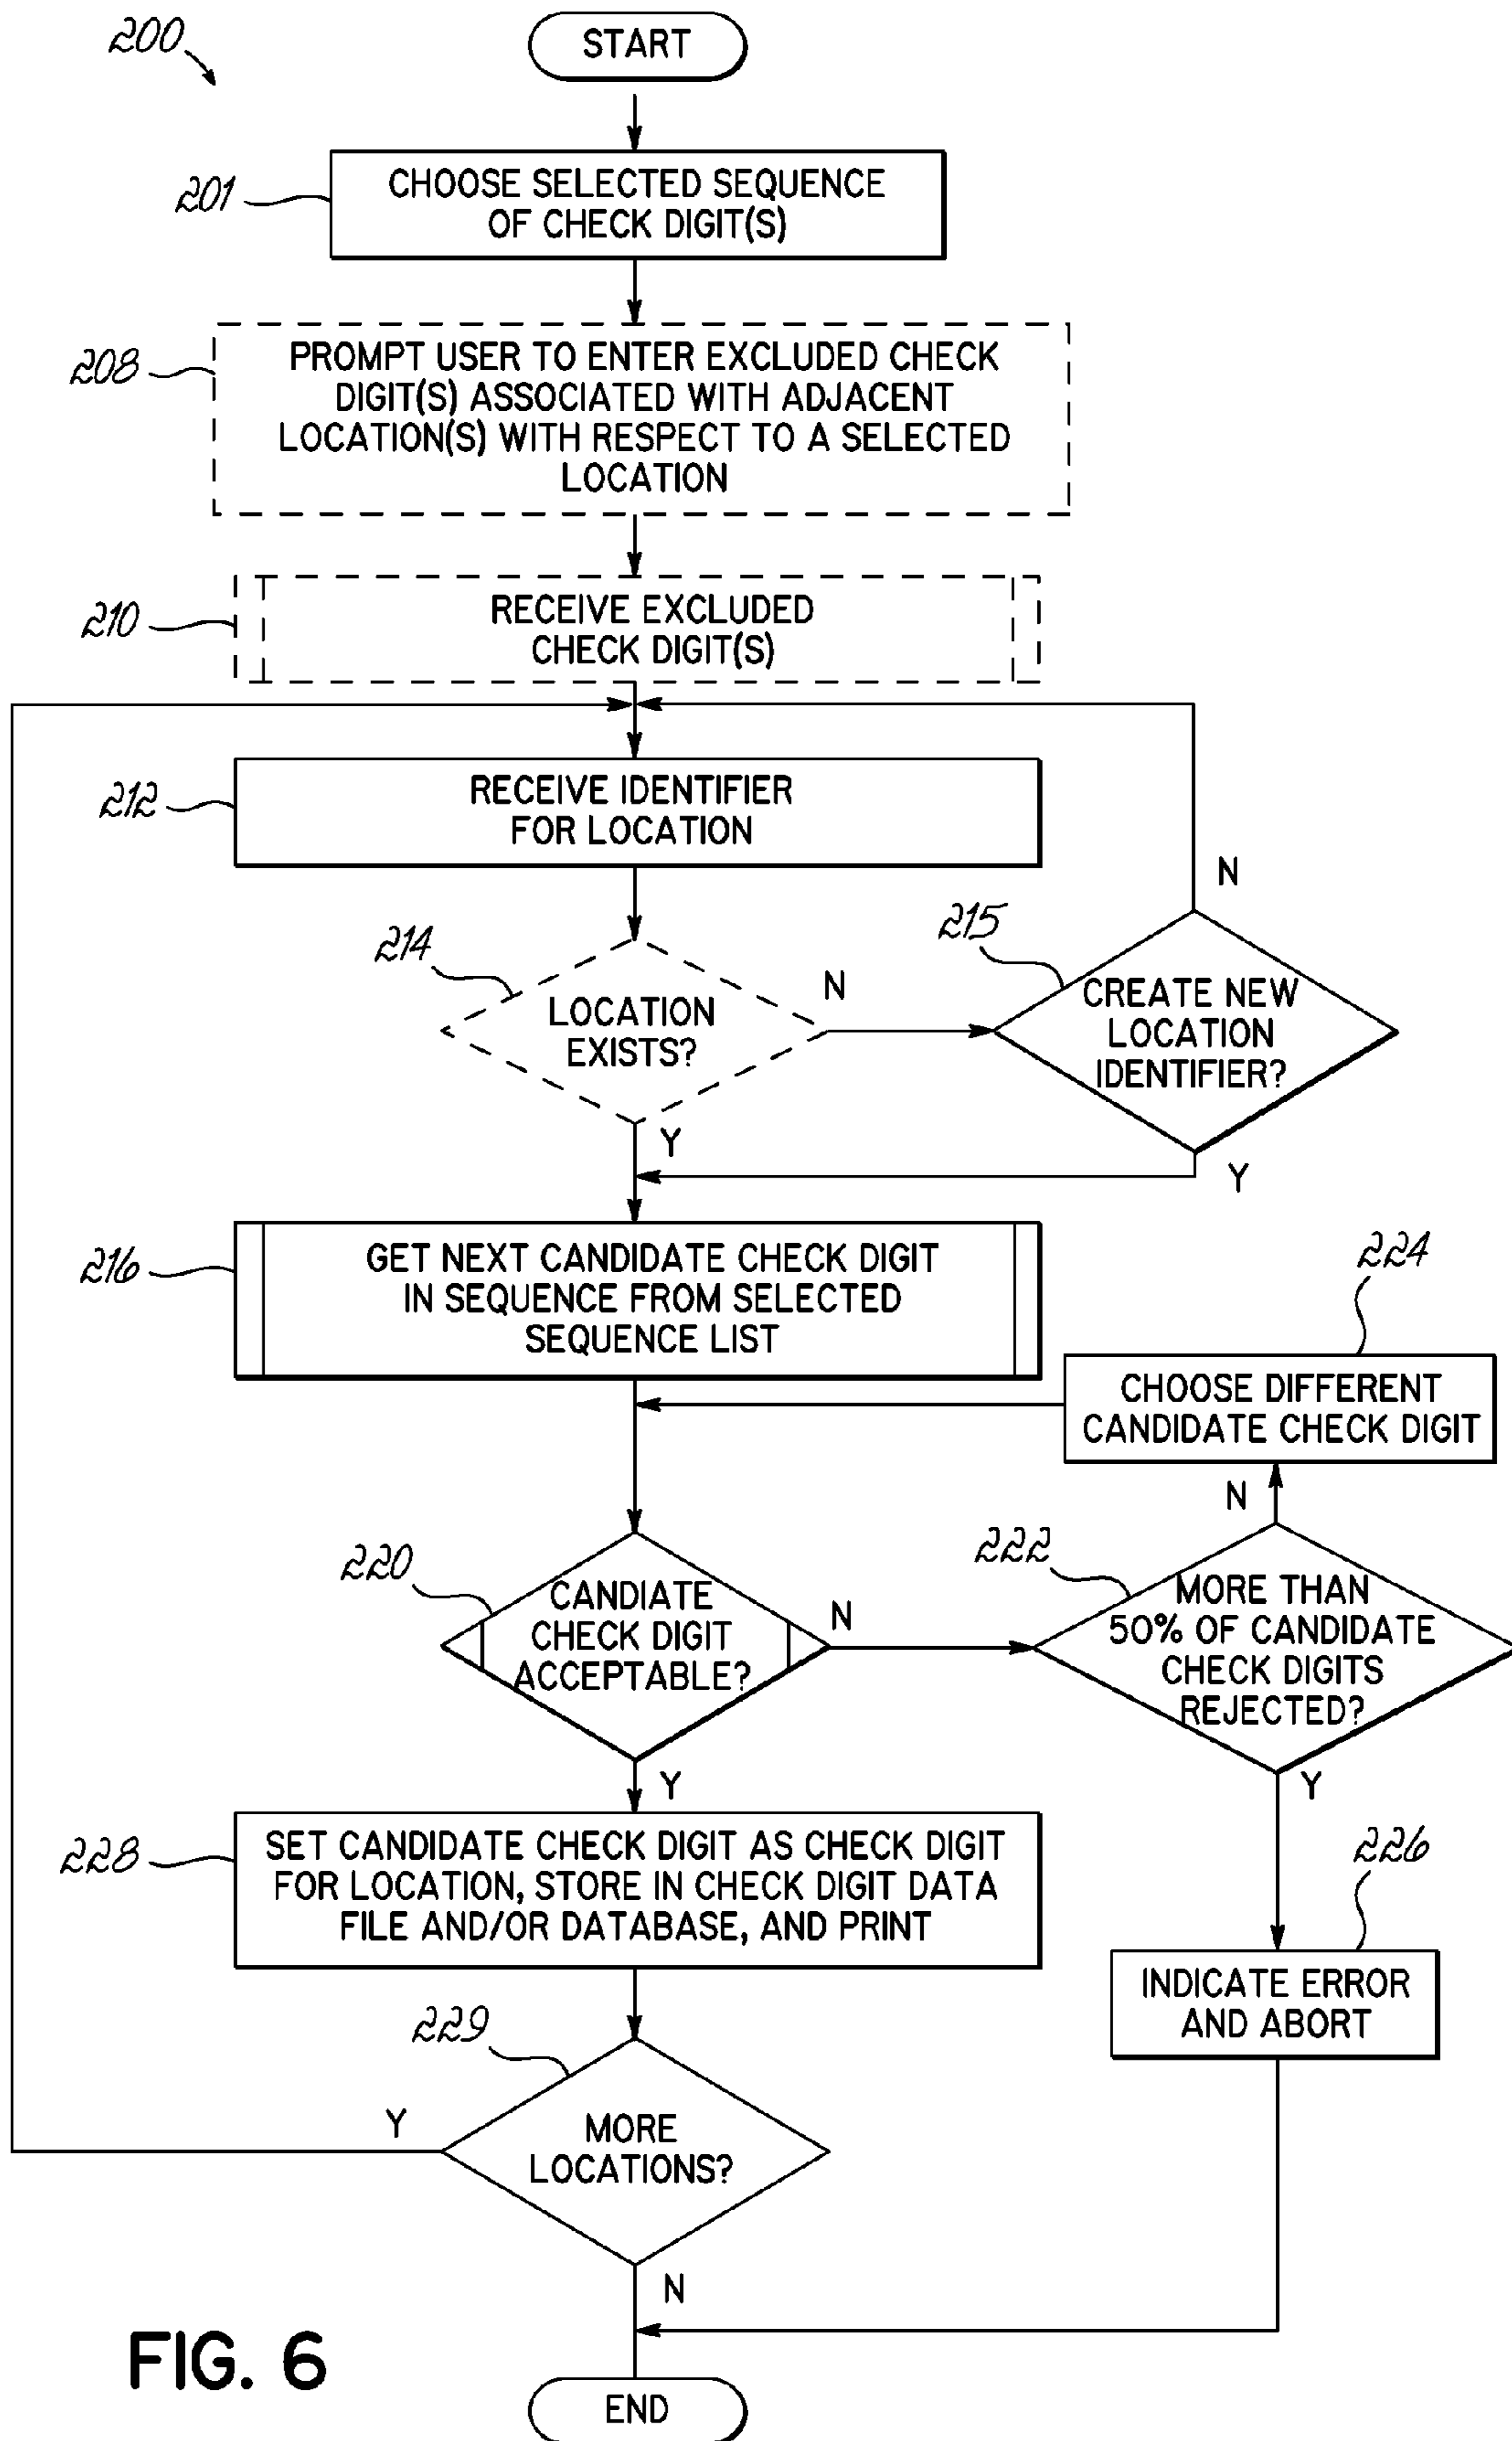 200
START
201
CHOOSE SELECTED SEQUENCE
OF CHECK DIGIT(S)
208
PROMPT USER TO ENTER EXCLUDED CHECK
DIGIT(S) ASSOCIATED WITH ADJACENT
LOCATION(S) WITH RESPECT TO A SELECTED
LOCATION
210
RECEIVE EXCLUDED
CHECK DIGIT(S)
212
RECEIVE IDENTIFIER
FOR LOCATION
N
214
LOCATION
EXISTS?
N
Y
215
CREATE NEW
LOCATION
IDENTIFIER?
Y
216
GET NEXT CANDIDATE CHECK DIGIT
IN SEQUENCE FROM SELECTED
SEQUENCE LIST
224
CHOOSE DIFFERENT
CANDIDATE CHECK DIGIT
N
220
CANDIATE
CHECK DIGIT
ACCEPTABLE?
N
Y
222
MORE THAN
50% OF CANDIDATE
CHECK DIGITS
REJECTED?
Y
228
SET CANDIDATE CHECK DIGIT AS CHECK DIGIT
FOR LOCATION, STORE IN CHECK DIGIT DATA
FILE AND/OR DATABASE, AND PRINT
226
INDICATE ERROR
AND ABORT
229
MORE
LOCATIONS?
Y
N
FIG. 6
END